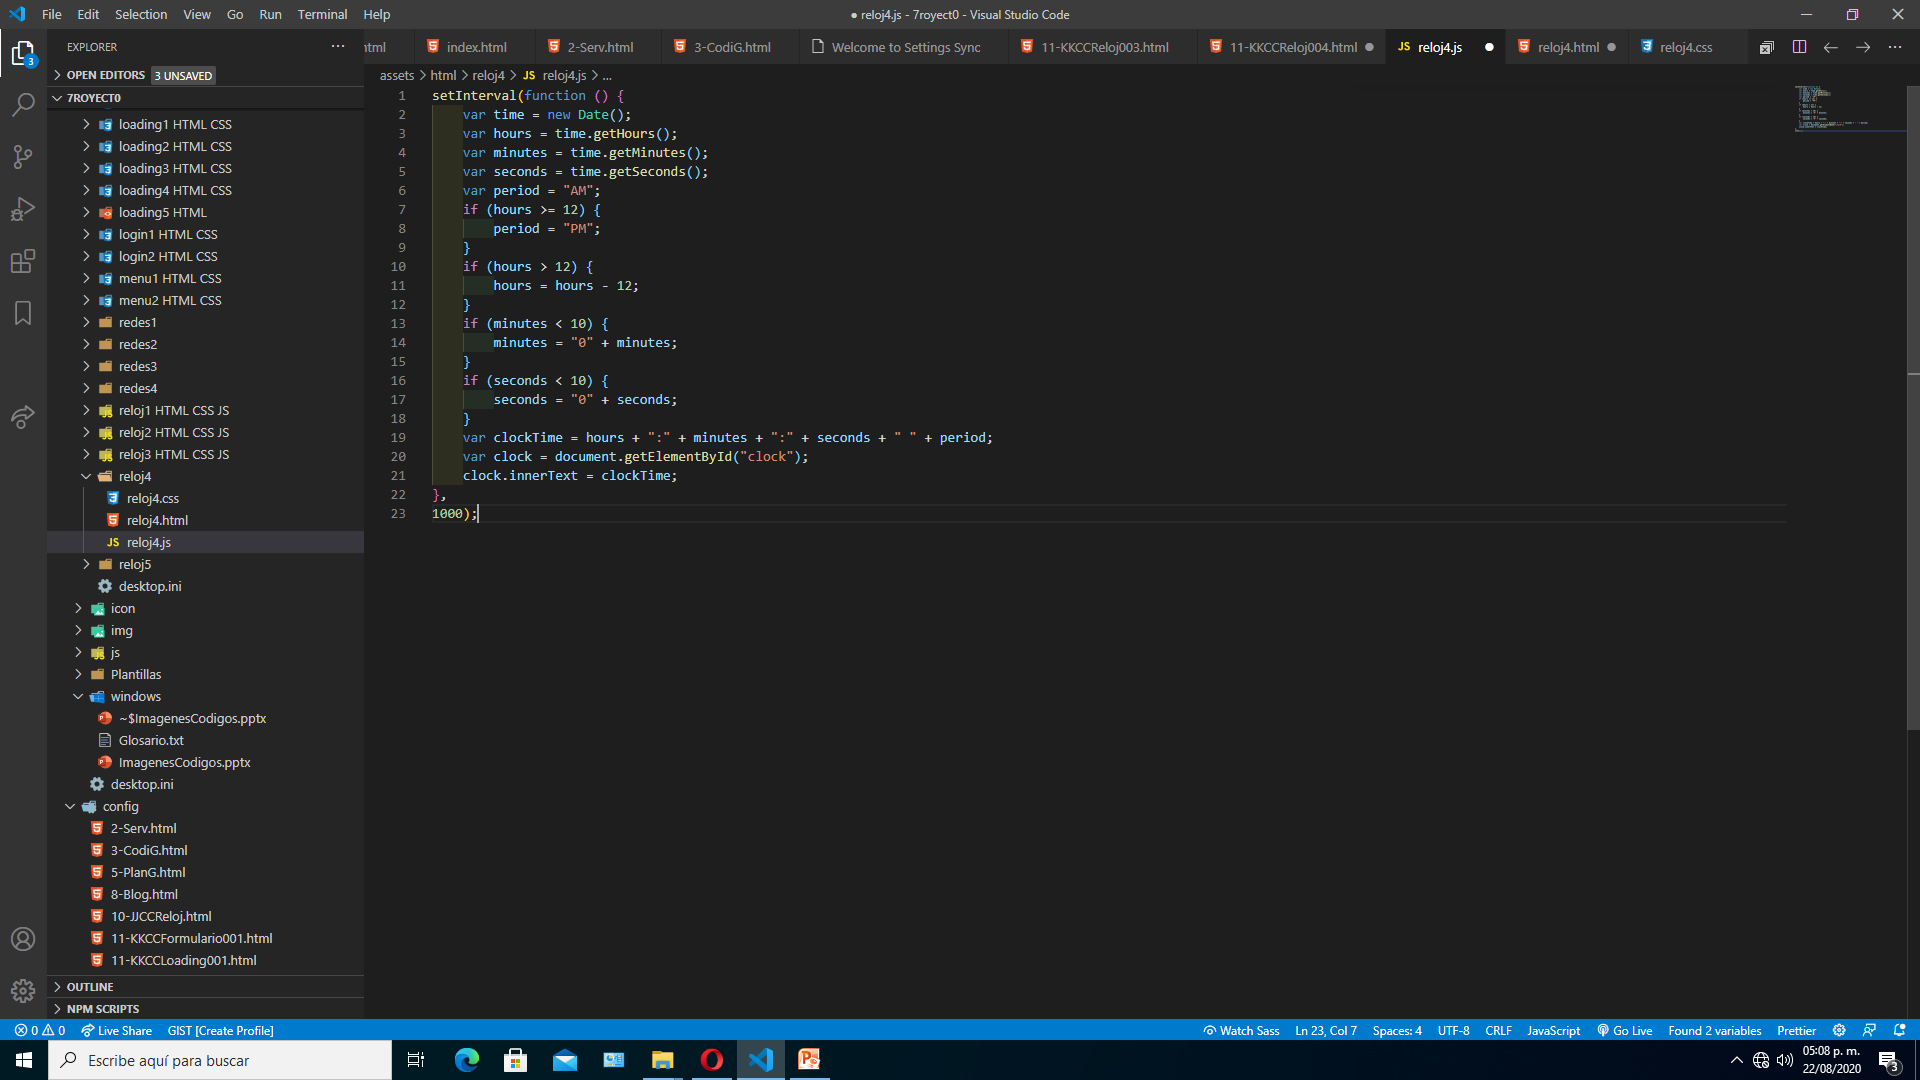 File Edit Selection View Go Run Terminal Help
● reloj4.js - 7royect0 - Visual Studio Code
EXPLORER
html index.html 2-Serv.html 3-CodiG.html Welcome to Settings Sync 11-KKCCReloj003.html 11-KKCCReloj004.html JS reloj4.js reloj4.html reloj4.css
OPEN EDITORS 3 UNSAVED
assets > html > reloj4 > JS reloj4.js > ...
7ROYECT0
loading1 HTML CSS
loading2 HTML CSS
loading3 HTML CSS
loading4 HTML CSS
loading5 HTML
login1 HTML CSS
login2 HTML CSS
menu1 HTML CSS
menu2 HTML CSS
redes1
redes2
redes3
redes4
reloj1 HTML CSS JS
reloj2 HTML CSS JS
reloj3 HTML CSS JS
reloj4
reloj4.css
reloj4.html
JS reloj4.js
reloj5
desktop.ini
icon
img
js
Plantillas
windows
~$ImagenesCodigos.pptx
Glosario.txt
ImagenesCodigos.pptx
desktop.ini
config
2-Serv.html
3-CodiG.html
5-PlanG.html
8-Blog.html
10-JJCCReloj.html
11-KKCCFormulario001.html
11-KKCCLoading001.html
OUTLINE
NPM SCRIPTS
1 setInterval(function () {
2 var time = new Date();
3 var hours = time.getHours();
4 var minutes = time.getMinutes();
5 var seconds = time.getSeconds();
6 var period = "AM";
7 if (hours >= 12) {
8 period = "PM";
9 }
10 if (hours > 12) {
11 hours = hours - 12;
12 }
13 if (minutes < 10) {
14 minutes = "0" + minutes;
15 }
16 if (seconds < 10) {
17 seconds = "0" + seconds;
18 }
19 var clockTime = hours + ":" + minutes + ":" + seconds + " " + period;
20 var clock = document.getElementById("clock");
21 clock.innerText = clockTime;
22 },
23 1000);
0 0 Live Share GIST [Create Profile] Watch Sass Ln 23, Col 7 Spaces: 4 UTF-8 CRLF JavaScript Go Live Found 2 variables Prettier
Escribe aquí para buscar
05:08 p. m.
22/08/2020
3